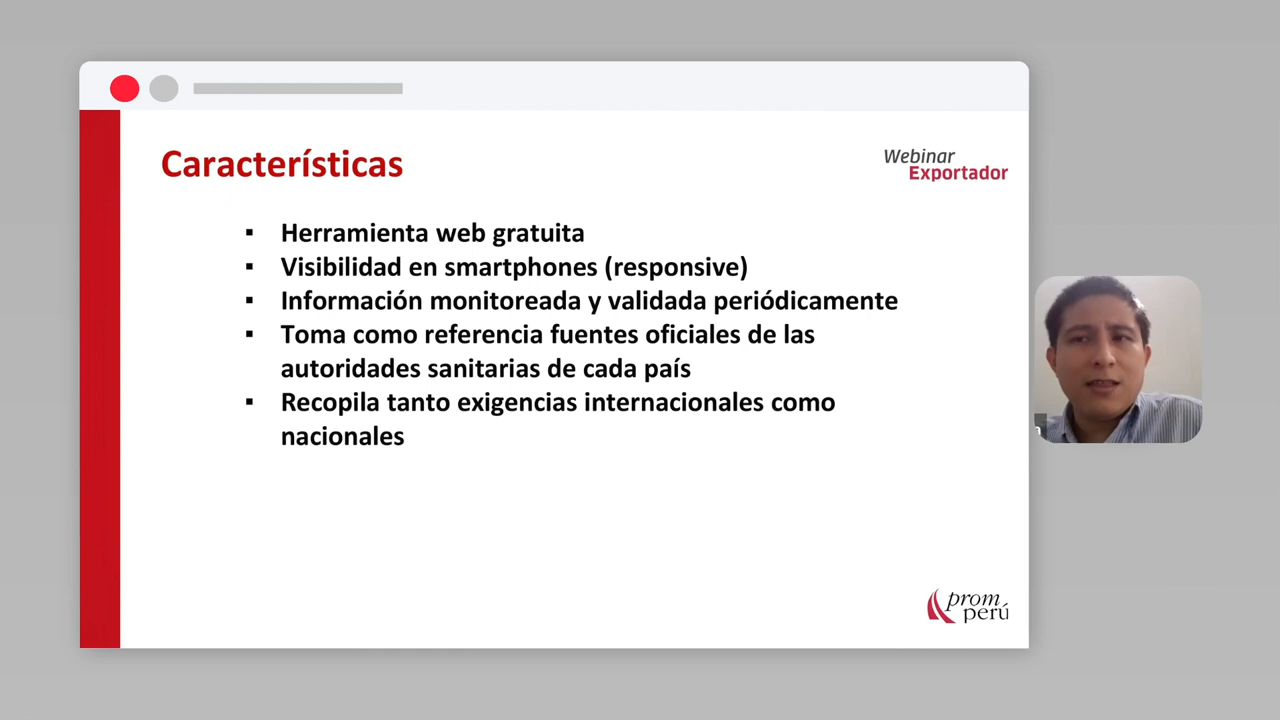 Características
Webinar
Exportador
▪ Herramienta web gratuita
▪ Visibilidad en smartphones (responsive)
▪ Información monitoreada y validada periódicamente
▪ Toma como referencia fuentes oficiales de las
autoridades sanitarias de cada país
▪ Recopila tanto exigencias internacionales como
nacionales
prom
perú